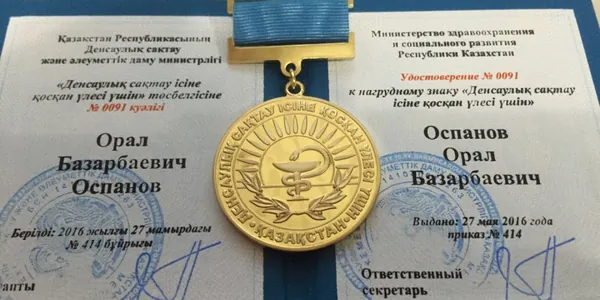 Қазақстан Республикасының
Денсаулық сақтау
және әлеуметтік даму министрлігі
«Денсаулық сақтау ісіне
қосқан үлесі үшін» төсбелгісіне
№ 0091 куәлігі
Орал
Базарбаевич
Оспанов
Берілді: 2016 жылғы 27 мамырдағы
№ 414 бұйрығы
ДЕНСАУЛЫҚ САҚТАУ ІСІНЕ ҚОСҚАН ҮЛЕСІ ҮШІН
ҚАЗАҚСТАН
Министерство здравоохранения
и социального развития
Республики Казахстан
Удостоверение № 0091
к нагрудному знаку «Денсаулық сақтау
ісіне қосқан үлесі үшін»
Оспанов
Орал
Базарбаевич
Выдано: 27 мая 2016 года
приказ № 414
Ответственный
секретарь